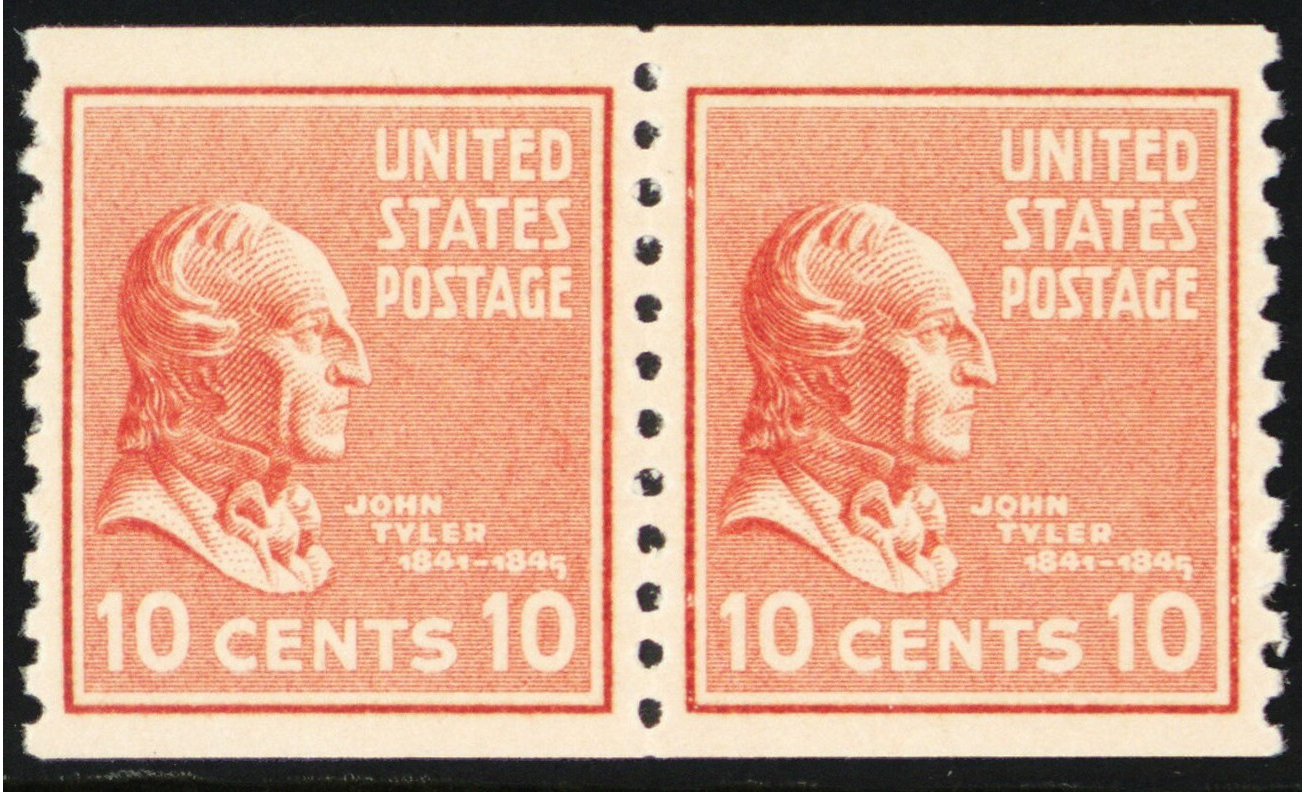 UNITED
STATES
POSTAGE
JOHN
TYLER
1841-1845
10 CENTS 10
UNITED
STATES
POSTAGE
JOHN
TYLER
1841-1845
10 CENTS 10